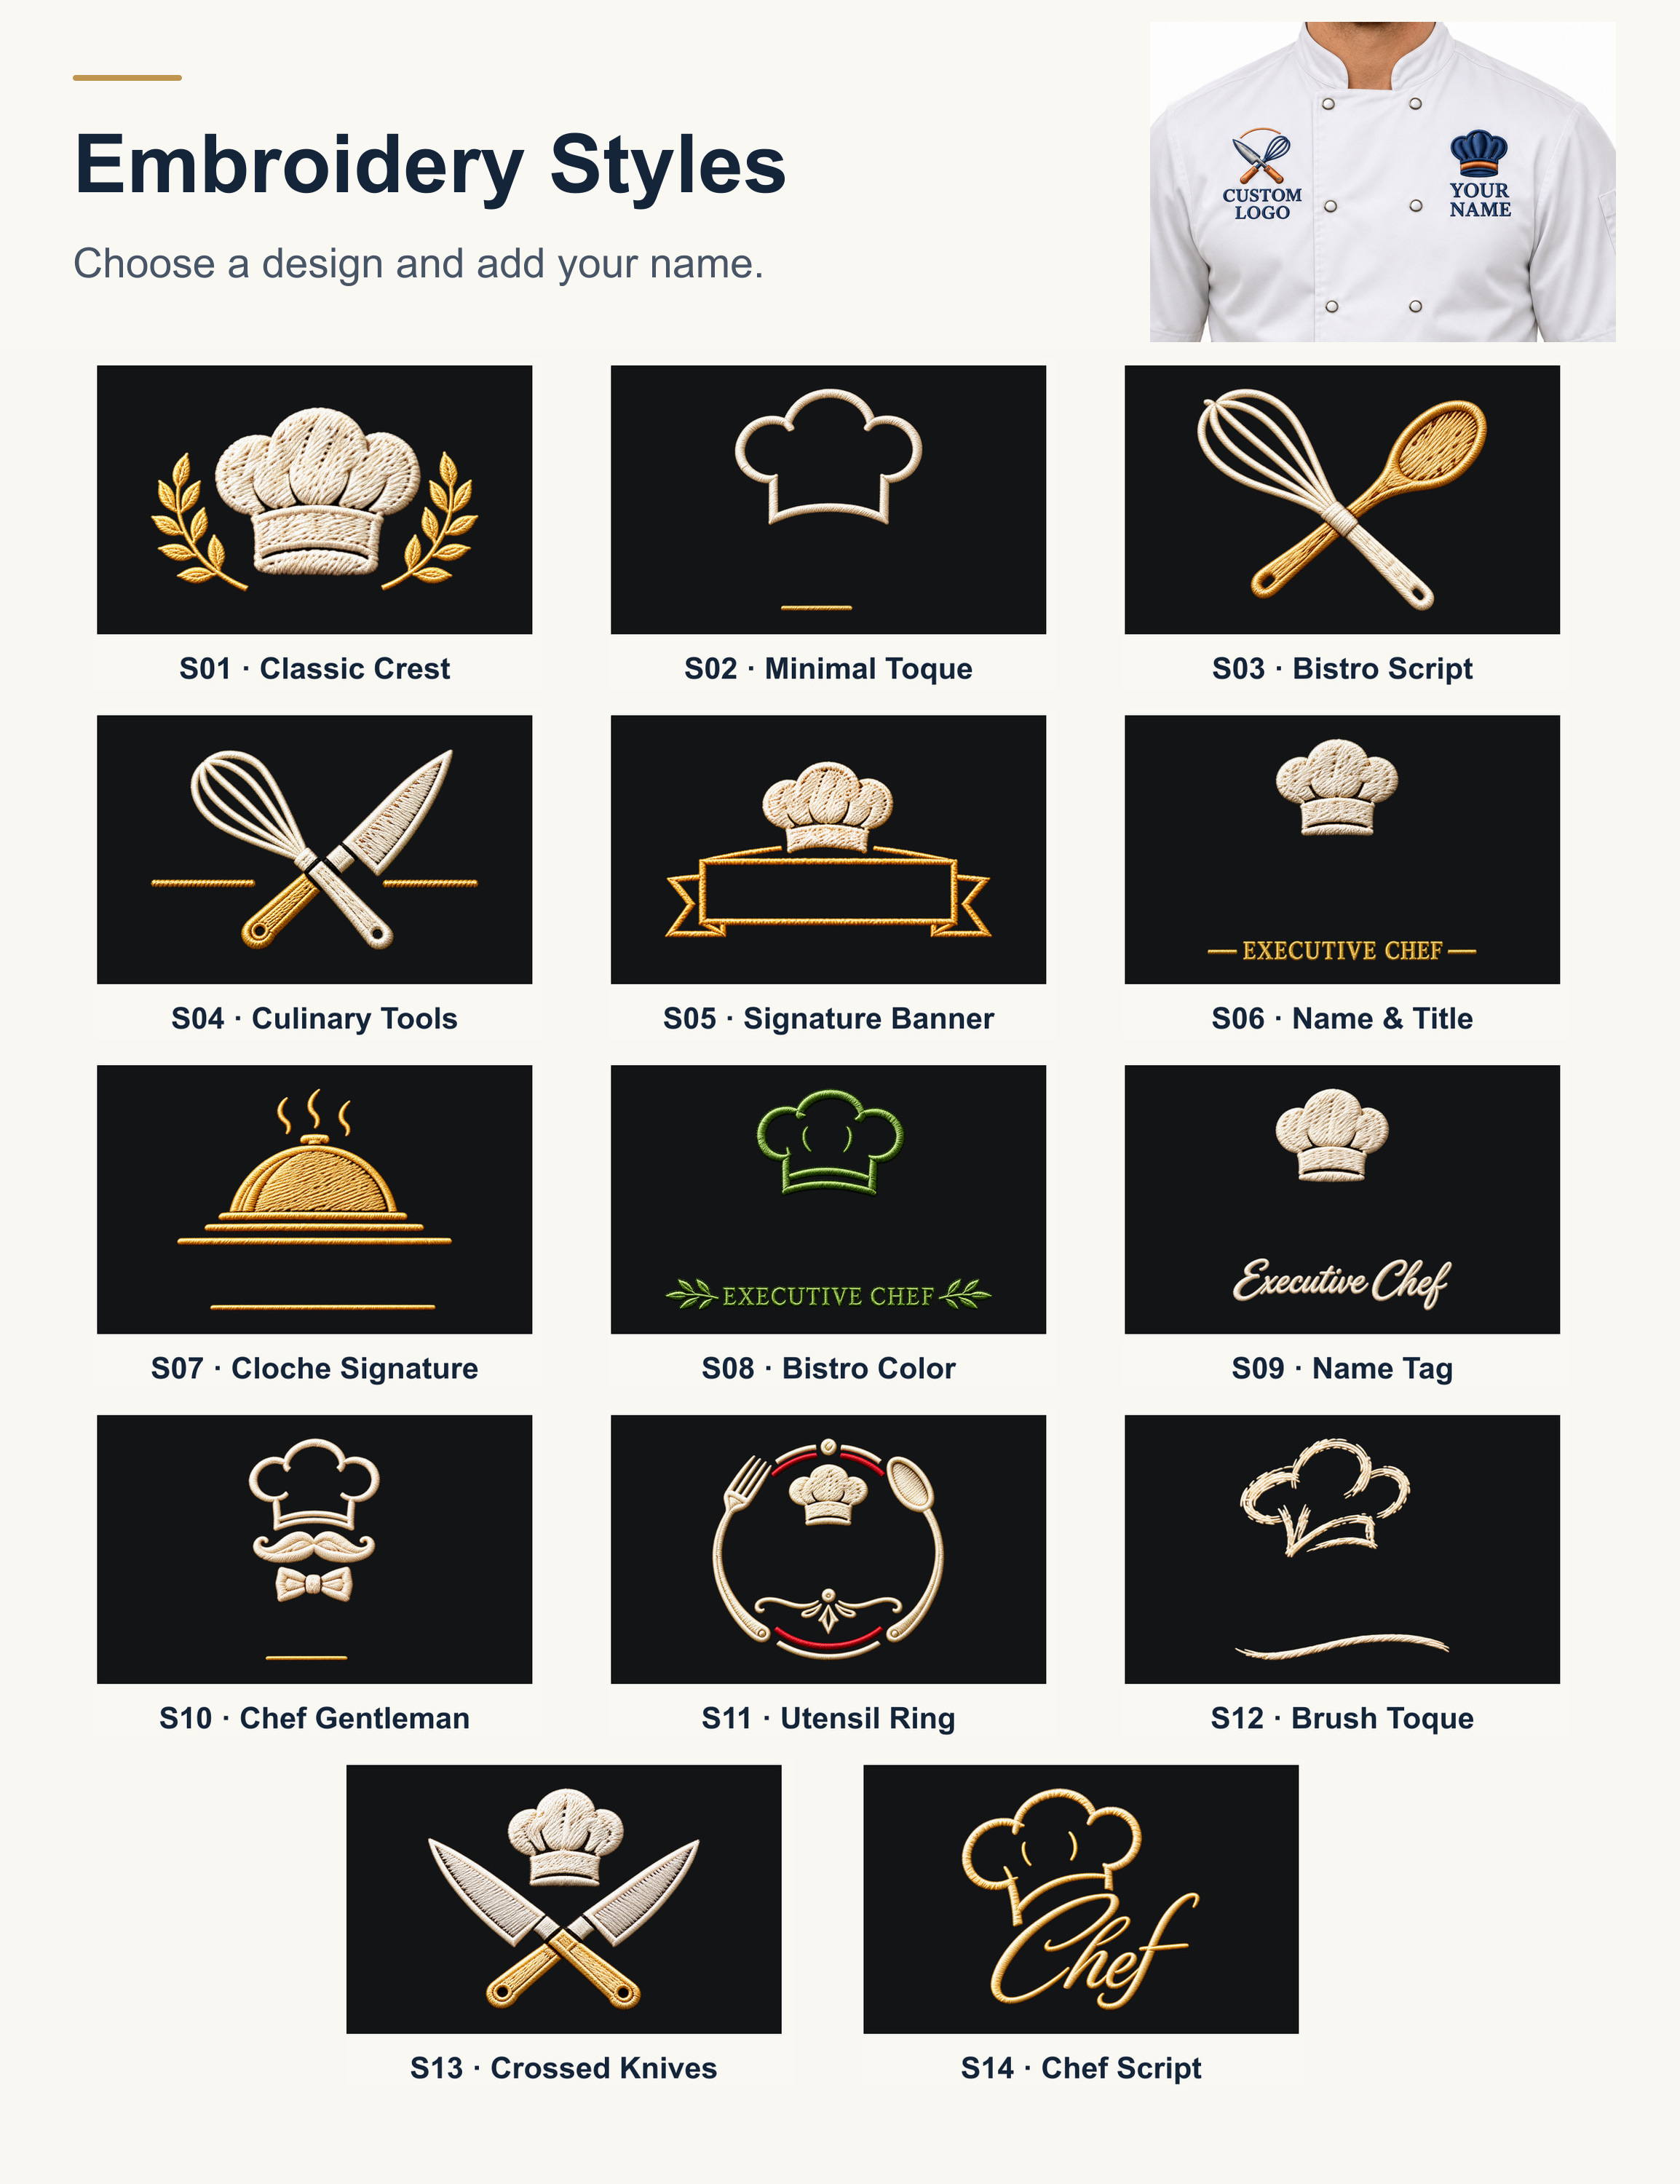 Embroidery Styles
Choose a design and add your name.
CUSTOM
LOGO
YOUR
NAME
S01 · Classic Crest
S02 · Minimal Toque
S03 · Bistro Script
S04 · Culinary Tools
S05 · Signature Banner
EXECUTIVE CHEF
S06 · Name & Title
S07 · Cloche Signature
EXECUTIVE CHEF
S08 · Bistro Color
Executive Chef
S09 · Name Tag
S10 · Chef Gentleman
S11 · Utensil Ring
S12 · Brush Toque
S13 · Crossed Knives
Chef
S14 · Chef Script